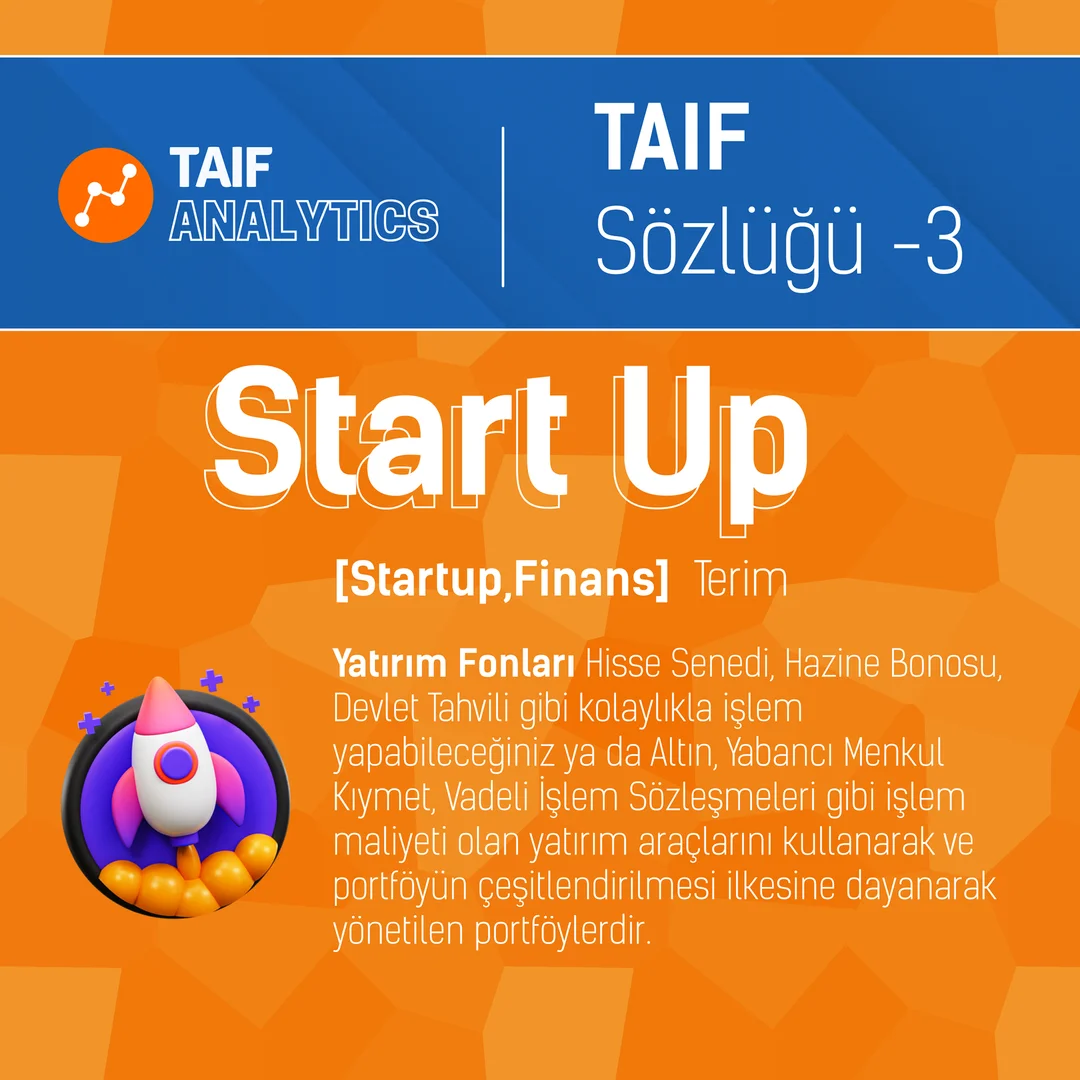 TAIF
ANALYTICS
TAIF
Sözlüğü -3
Start Up
[Startup,Finans] Terim
Yatırım Fonları Hisse Senedi, Hazine Bonosu,
Devlet Tahvili gibi kolaylıkla işlem
yapabileceğiniz ya da Altın, Yabancı Menkul
Kıymet, Vadeli İşlem Sözleşmeleri gibi işlem
maliyeti olan yatırım araçlarını kullanarak ve
portföyün çeşitlendirilmesi ilkesine dayanarak
yönetilen portföylerdir.